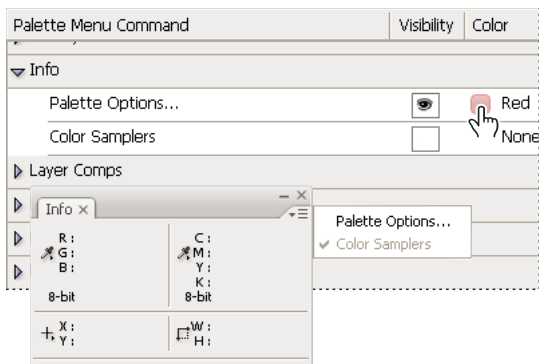 Palette Menu Command Visibility Color
Info
Palette Options... Red
Color Samplers None
Layer Comps
Info
Palette Options...
Color Samplers
R: C:
G: M:
B: Y:
K:
8-bit 8-bit
X: W:
Y: H: